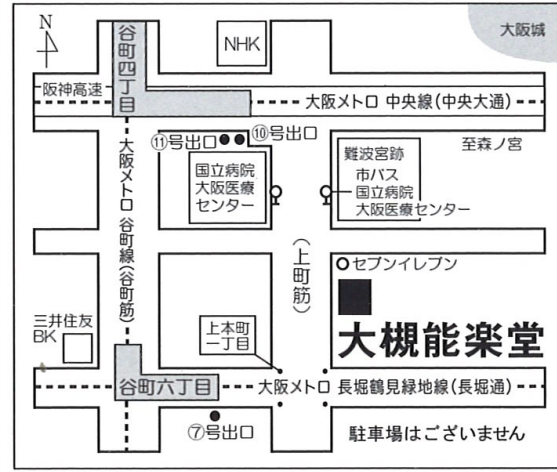 N
大阪城
NHK
谷町四丁目
阪神高速
大阪メトロ 中央線(中央大通)
⑪号出口
⑩号出口
至森ノ宮
国立病院
大阪医療
センター
難波宮跡
市バス
国立病院
大阪医療センター
大阪メトロ 谷町線(谷町筋)
(上町筋)
セブンイレブン
三井住友
BK
上本町
一丁目
大槻能楽堂
谷町六丁目
大阪メトロ 長堀鶴見緑地線(長堀通)
⑦号出口
駐車場はございません